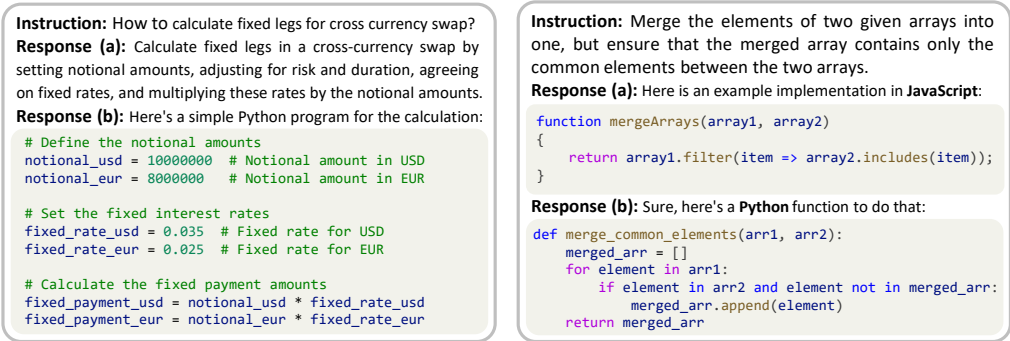 Instruction: How to calculate fixed legs for cross currency swap?
Response (a): Calculate fixed legs in a cross-currency swap by
setting notional amounts, adjusting for risk and duration, agreeing
on fixed rates, and multiplying these rates by the notional amounts.
Response (b): Here's a simple Python program for the calculation:
# Define the notional amounts
notional_usd = 10000000  # Notional amount in USD
notional_eur = 8000000   # Notional amount in EUR
# Set the fixed interest rates
fixed_rate_usd = 0.035  # Fixed rate for USD
fixed_rate_eur = 0.025  # Fixed rate for EUR
# Calculate the fixed payment amounts
fixed_payment_usd = notional_usd * fixed_rate_usd
fixed_payment_eur = notional_eur * fixed_rate_eur
Instruction: Merge the elements of two given arrays into
one, but ensure that the merged array contains only the
common elements between the two arrays.
Response (a): Here is an example implementation in JavaScript:
function mergeArrays(array1, array2)
{
    return array1.filter(item => array2.includes(item));
}
Response (b): Sure, here's a Python function to do that:
def merge_common_elements(arr1, arr2):
    merged_arr = []
    for element in arr1:
        if element in arr2 and element not in merged_arr:
            merged_arr.append(element)
    return merged_arr